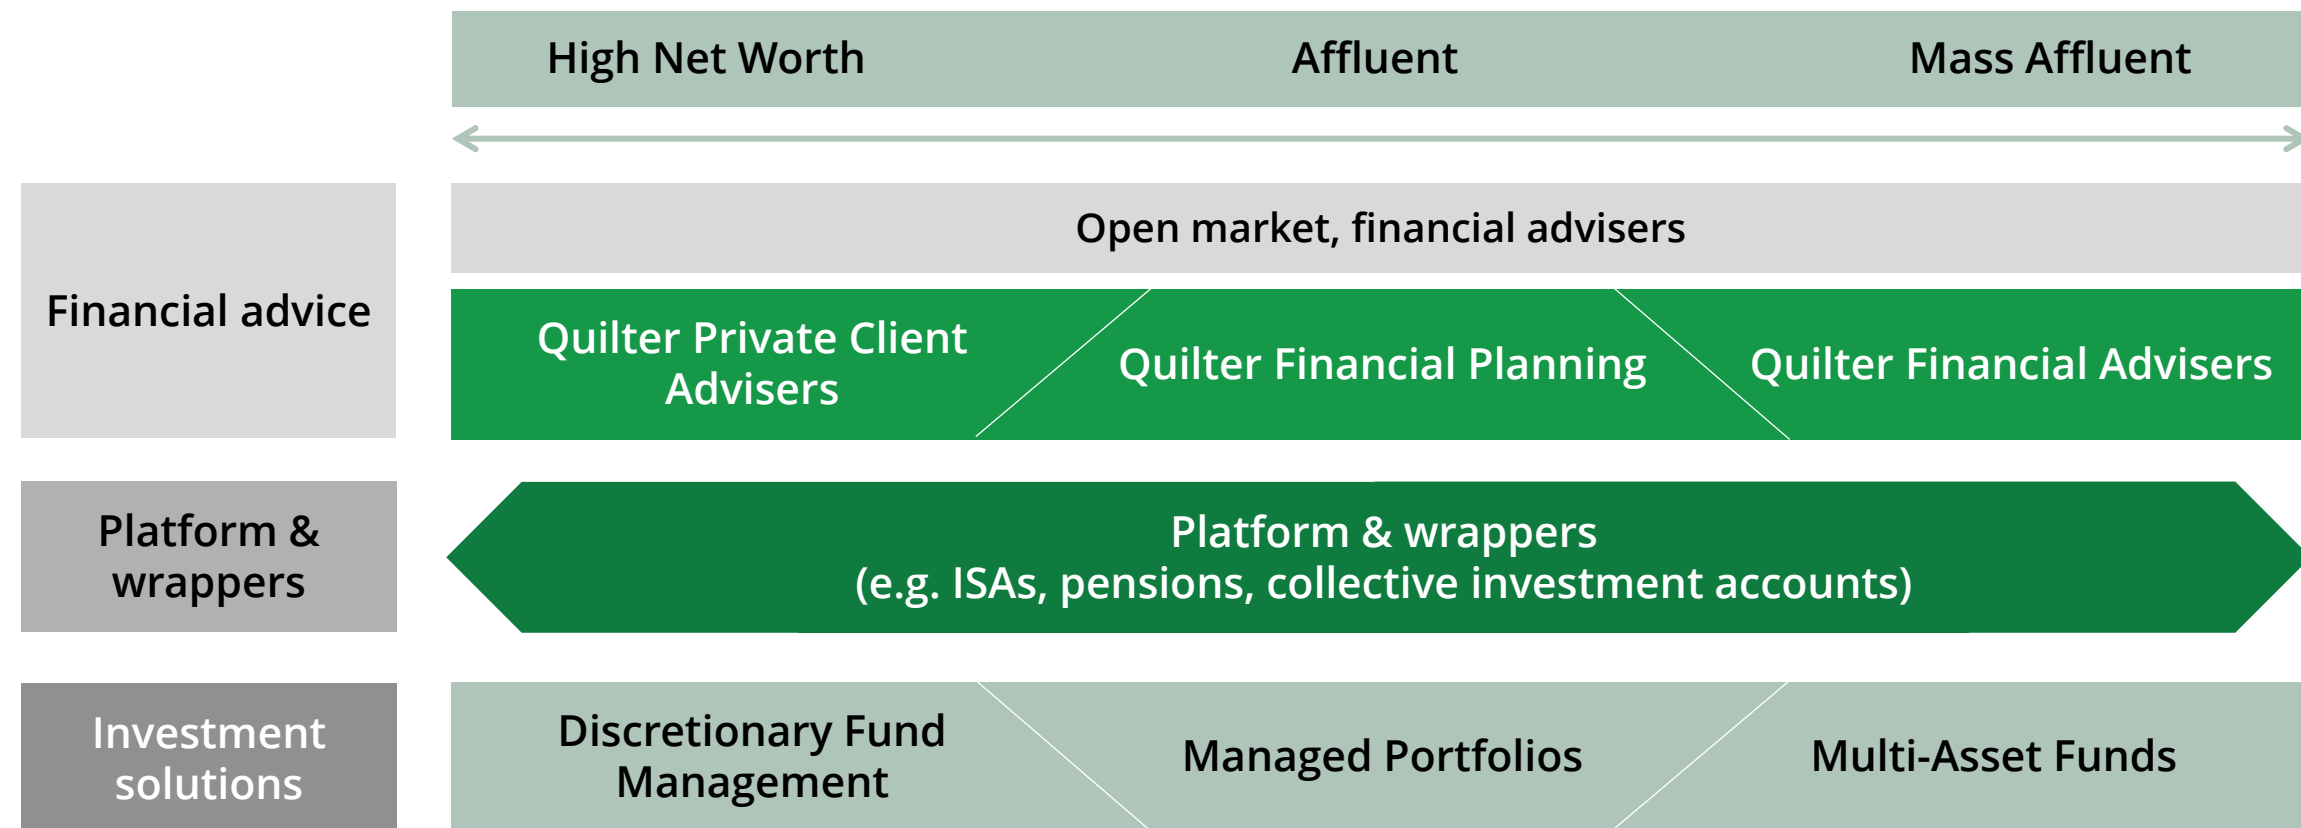 High Net Worth
Affluent
Mass Affluent
Financial advice
Open market, financial advisers
Quilter Private Client
Advisers
Quilter Financial Planning
Quilter Financial Advisers
Platform &
wrappers
Platform & wrappers
(e.g. ISAs, pensions, collective investment accounts)
Investment
solutions
Discretionary Fund
Management
Managed Portfolios
Multi-Asset Funds